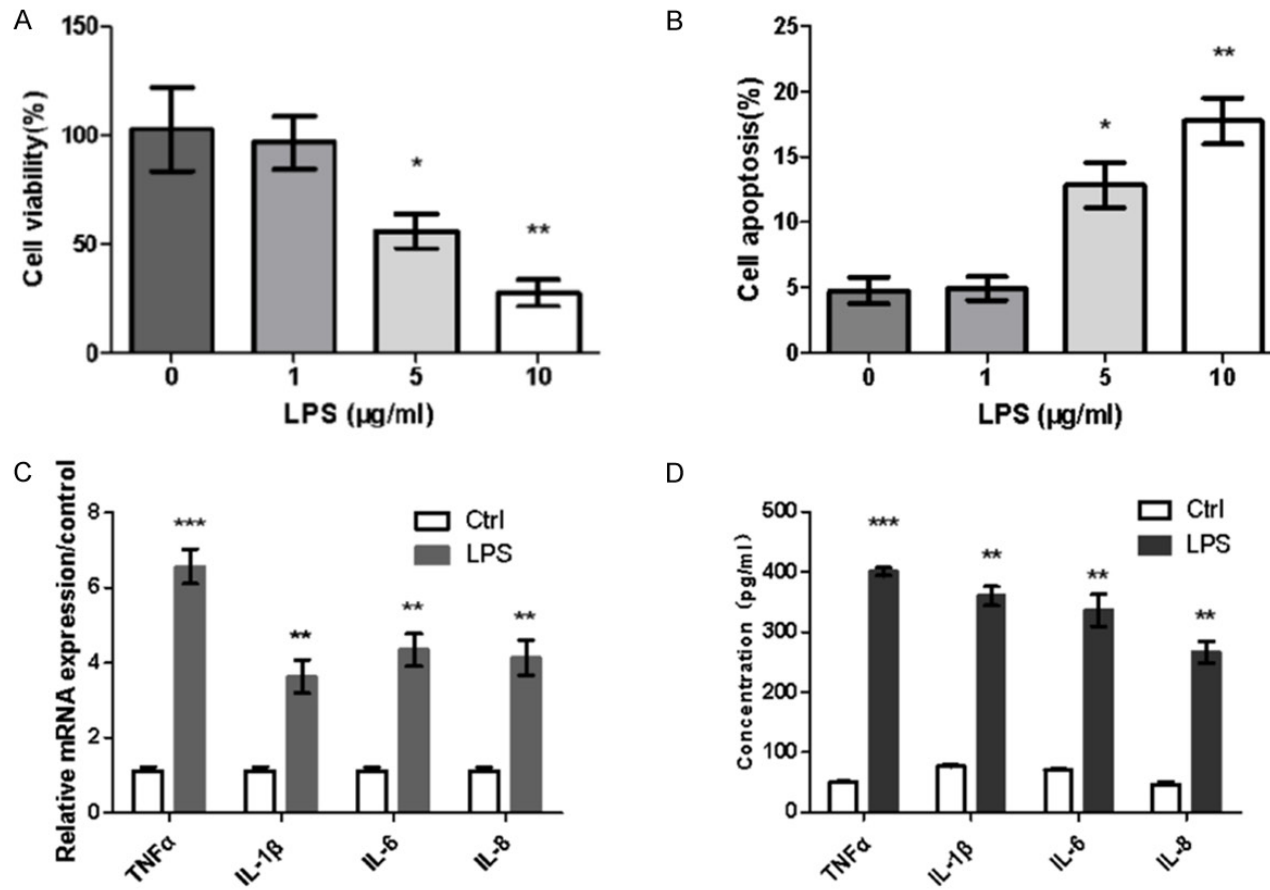 A
Cell viability(%)
150
100
50
0
*
**
0 1 5 10
LPS (µg/ml)
B
Cell apoptosis(%)
25
20
15
10
5
0
*
**
0 1 5 10
LPS (µg/ml)
C
Relative mRNA expression/control
8
6
4
2
0
***
**
**
**
Ctrl
LPS
TNFα IL-1β IL-6 IL-8
D
Concentration (pg/ml)
500
400
300
200
100
0
***
**
**
**
Ctrl
LPS
TNFα IL-1β IL-6 IL-8